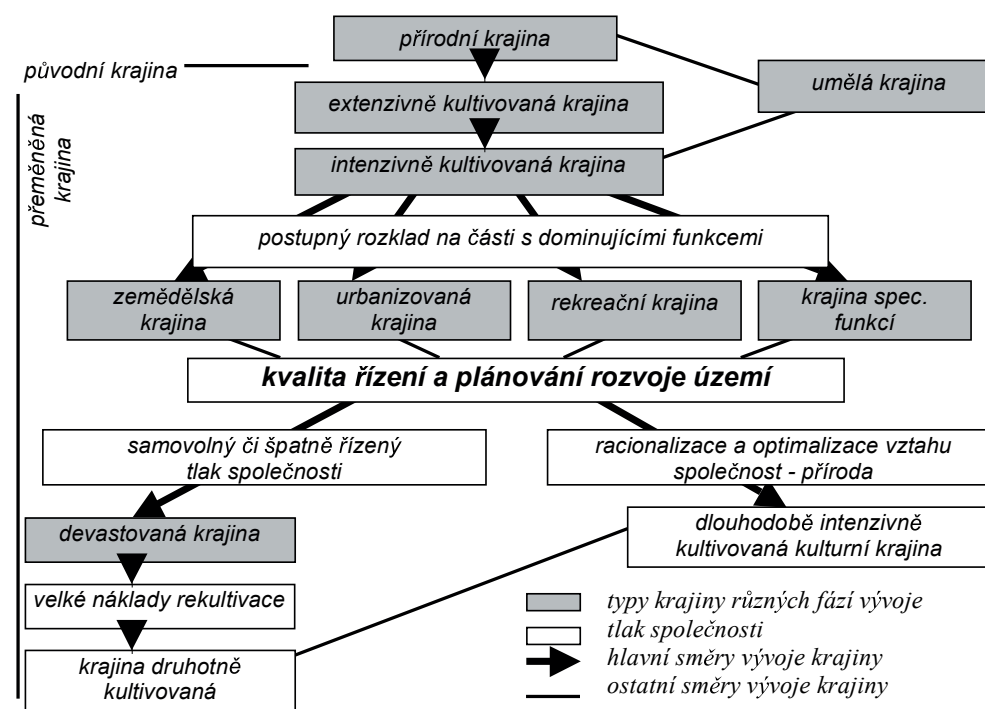 přírodní krajina
původní krajina
umělá krajina
extenzivně kultivovaná krajina
přeměněná
krajina
intenzivně kultivovaná krajina
postupný rozklad na části s dominujícími funkcemi
zemědělská
krajina
urbanizovaná
krajina
rekreační krajina
krajina spec.
funkcí
kvalita řízení a plánování rozvoje území
samovolný či špatně řízený
tlak společnosti
racionalizace a optimalizace vztahu
společnost - příroda
devastovaná krajina
dlouhodobě intenzivně
kultivovaná kulturní krajina
velké náklady rekultivace
krajina druhotně
kultivovaná
typy krajiny různých fází vývoje
tlak společnosti
hlavní směry vývoje krajiny
ostatní směry vývoje krajiny